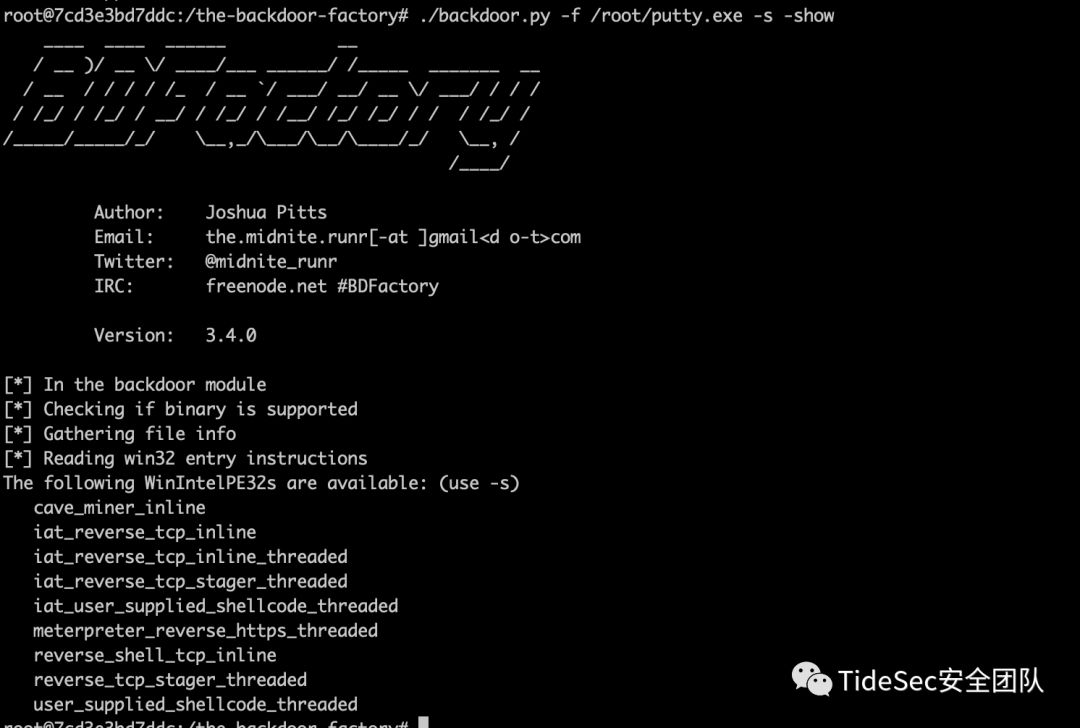 root@7cd3e3bd7ddc:/the-backdoor-factory# ./backdoor.py -f /root/putty.exe -s -show
BDFactory
Author: Joshua Pitts
Email: the.midnite.runr[-at ]gmail<d o-t>com
Twitter: @midnite_runr
IRC: freenode.net #BDFactory
Version: 3.4.0
[*] In the backdoor module
[*] Checking if binary is supported
[*] Gathering file info
[*] Reading win32 entry instructions
The following WinIntelPE32s are available: (use -s)
cave_miner_inline
iat_reverse_tcp_inline
iat_reverse_tcp_inline_threaded
iat_reverse_tcp_stager_threaded
iat_user_supplied_shellcode_threaded
meterpreter_reverse_https_threaded
reverse_shell_tcp_inline
reverse_tcp_stager_threaded
user_supplied_shellcode_threaded
root@7cd3e3bd7ddc:/the-backdoor-factory#
TideSec安全团队